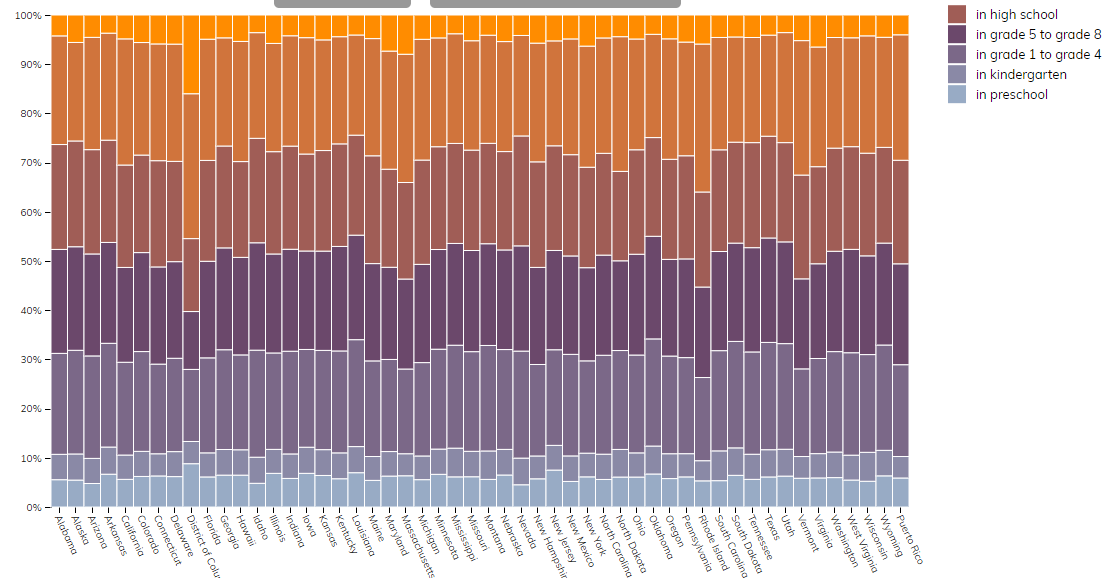 in high school
in grade 5 to grade 8
in grade 1 to grade 4
in kindergarten
in preschool
100%
90%
80%
70%
60%
50%
40%
30%
20%
10%
0%
Alabama
Alaska
Arizona
Arkansas
California
Colorado
Connecticut
Delaware
District of Colu
Florida
Georgia
Hawaii
Idaho
Illinois
Indiana
Iowa
Kansas
Kentucky
Louisiana
Maine
Maryland
Massachusetts
Michigan
Minnesota
Mississippi
Missouri
Montana
Nebraska
Nevada
New Hampshir
New Jersey
New Mexico
New York
North Carolina
North Dakota
Ohio
Oklahoma
Oregon
Pennsylvania
Rhode Island
South Carolina
South Dakota
Tennessee
Texas
Utah
Vermont
Virginia
Washington
West Virginia
Wisconsin
Wyoming
Puerto Rico